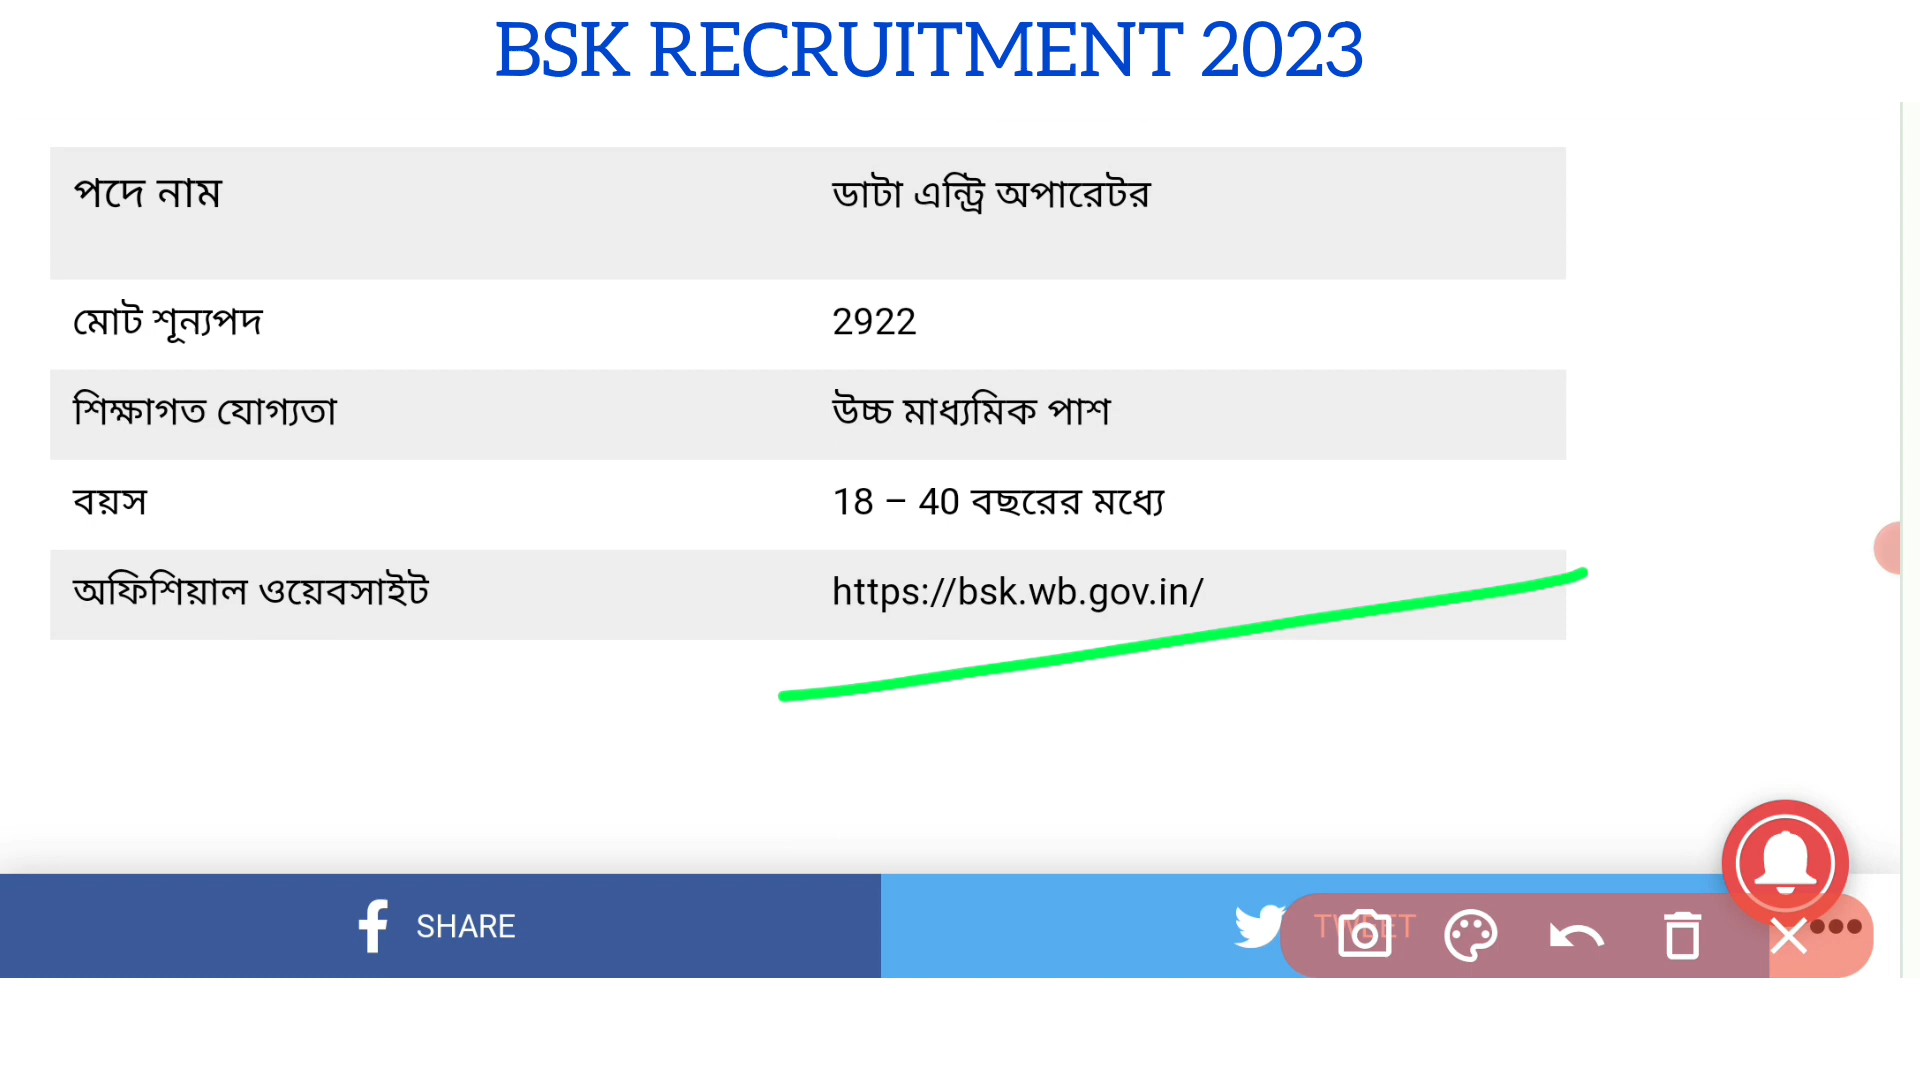 BSK RECRUITMENT 2023
পদে নাম ডাটা এন্ট্রি অপারেটর
মোট শূন্যপদ 2922
শিক্ষাগত যোগ্যতা উচ্চ মাধ্যমিক পাশ
বয়স 18 – 40 বছরের মধ্যে
অফিশিয়াল ওয়েবসাইট https://bsk.wb.gov.in/
SHARE TWEET